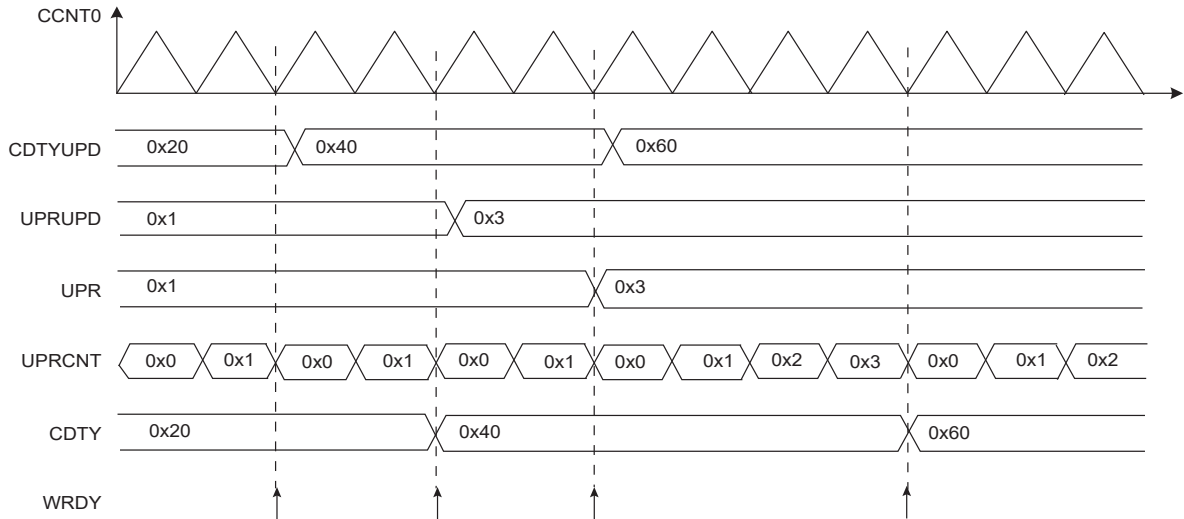 CCNT0
CDTYUPD 0x20 0x40 0x60
UPRUPD 0x1 0x3
UPR 0x1 0x3
UPRCNT 0x0 0x1 0x0 0x1 0x0 0x1 0x0 0x1 0x2 0x3 0x0 0x1 0x2
CDTY 0x20 0x40 0x60
WRDY